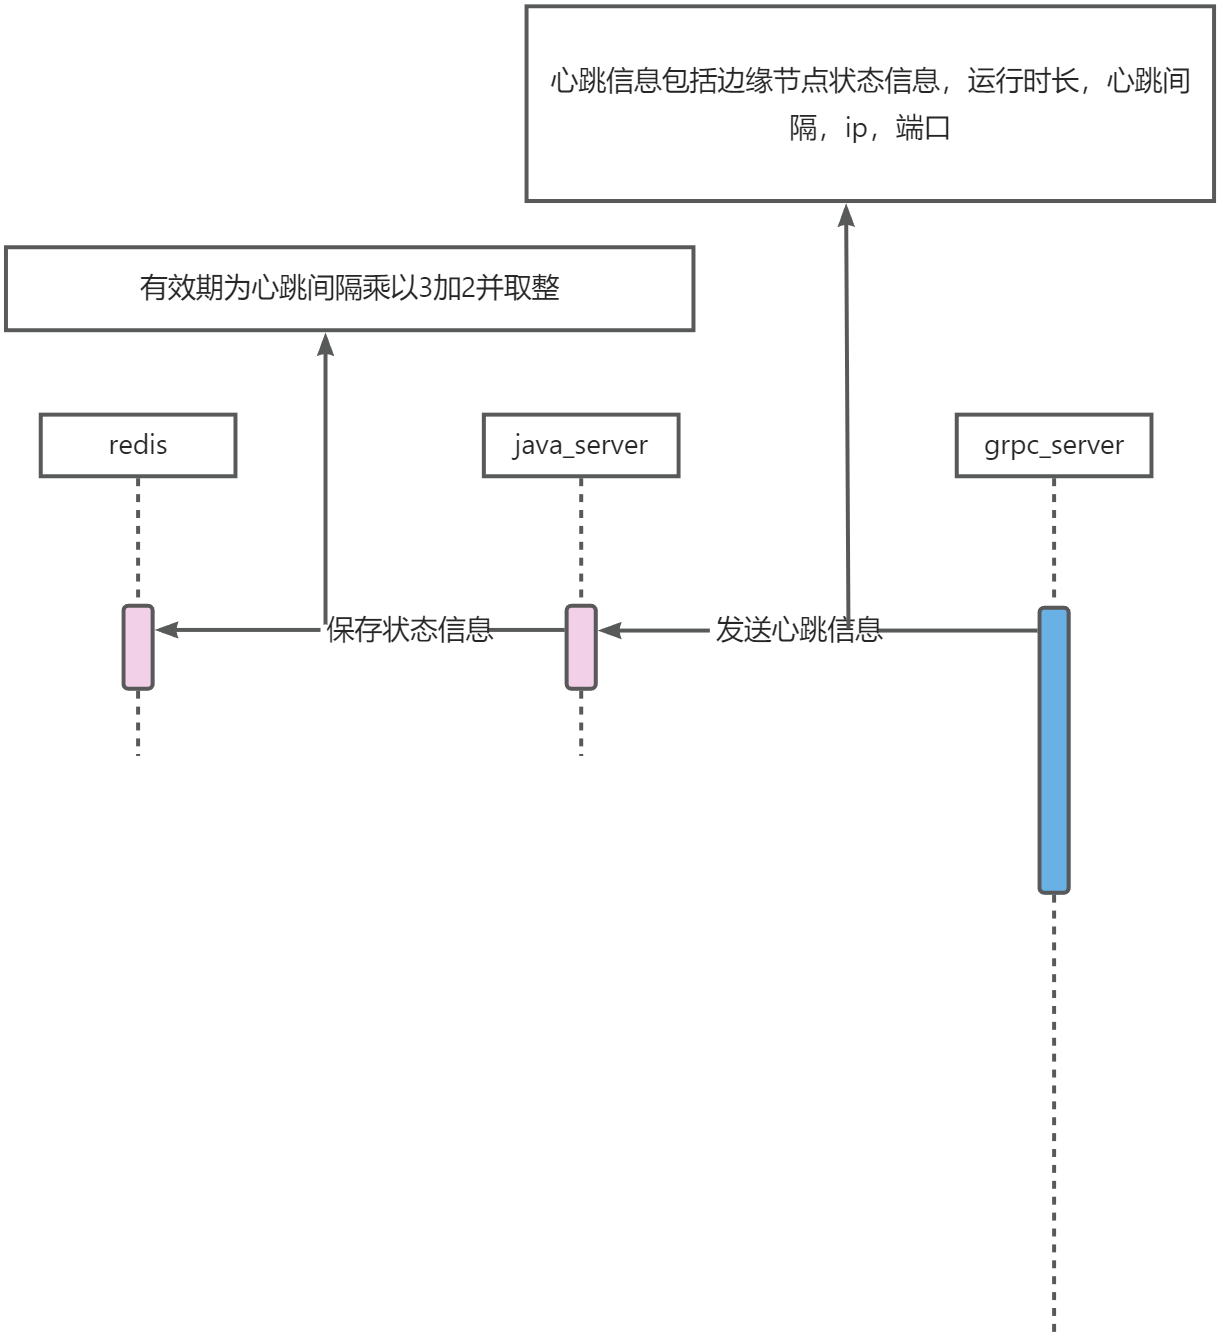 心跳信息包括边缘节点状态信息，运行时长，心跳间
隔，ip，端口
有效期为心跳间隔乘以3加2并取整
redis
java_server
grpc_server
保存状态信息
发送心跳信息